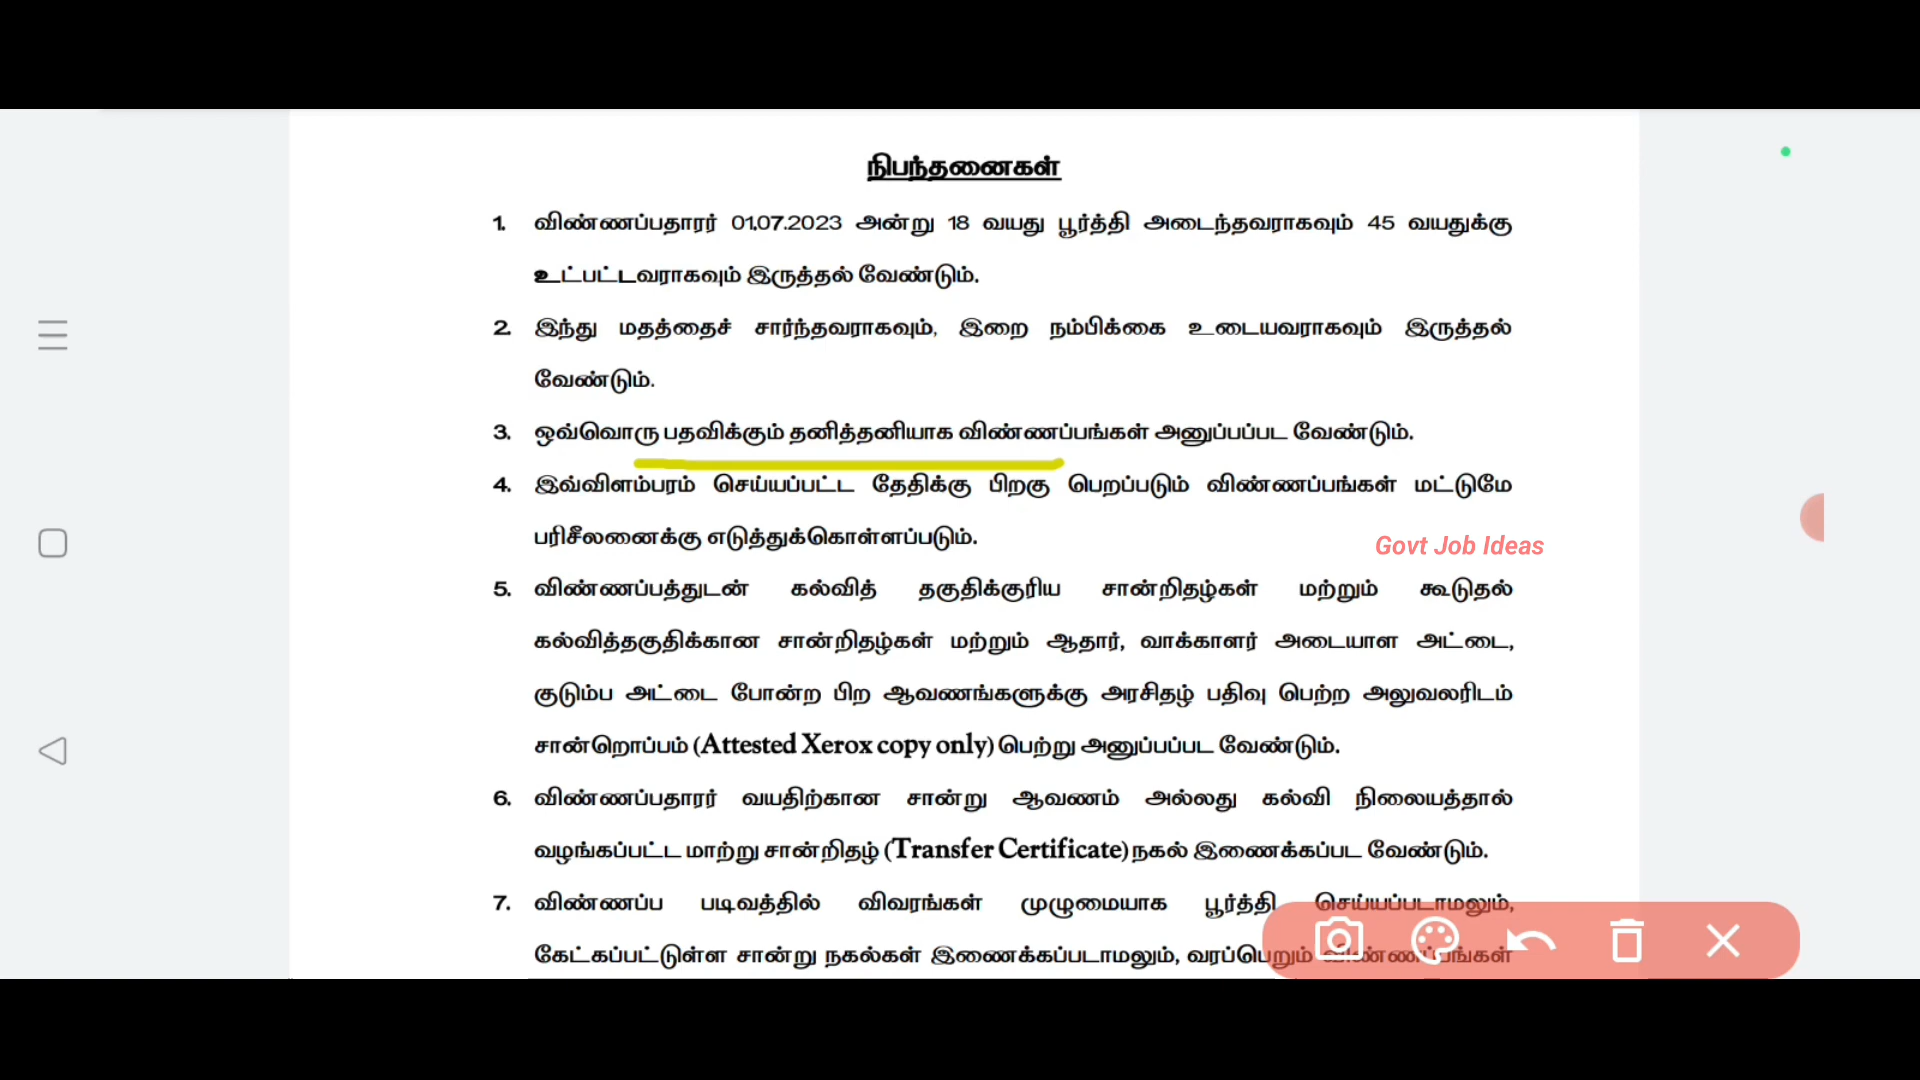 நிபந்தனைகள்
1. விண்ணப்பதாரர் 01.07.2023 அன்று 18 வயது பூர்த்தி அடைந்தவராகவும் 45 வயதுக்கு
உட்பட்டவராகவும் இருத்தல் வேண்டும்.
2. இந்து மதத்தைச் சார்ந்தவராகவும், இறை நம்பிக்கை உடையவராகவும் இருத்தல்
வேண்டும்.
3. ஒவ்வொரு பதவிக்கும் தனித்தனியாக விண்ணப்பங்கள் அனுப்பப்பட வேண்டும்.
4. இவ்விளம்பரம் செய்யப்பட்ட தேதிக்கு பிறகு பெறப்படும் விண்ணப்பங்கள் மட்டுமே
பரிசீலனைக்கு எடுத்துக்கொள்ளப்படும்.
Govt Job Ideas
5. விண்ணப்பத்துடன் கல்வித் தகுதிக்குரிய சான்றிதழ்கள் மற்றும் கூடுதல்
கல்வித்தகுதிக்கான சான்றிதழ்கள் மற்றும் ஆதார், வாக்காளர் அடையாள அட்டை,
குடும்ப அட்டை போன்ற பிற ஆவணங்களுக்கு அரசிதழ் பதிவு பெற்ற அலுவலரிடம்
சான்றொப்பம் (Attested Xerox copy only) பெற்று அனுப்பப்பட வேண்டும்.
6. விண்ணப்பதாரர் வயதிற்கான சான்று ஆவணம் அல்லது கல்வி நிலையத்தால்
வழங்கப்பட்ட மாற்று சான்றிதழ் (Transfer Certificate) நகல் இணைக்கப்பட வேண்டும்.
7. விண்ணப்ப படிவத்தில் விவரங்கள் முழுமையாக பூர்த்தி செய்யப்படாமலும்,
கேட்கப்பட்டுள்ள சான்று நகல்கள் இணைக்கப்படாமலும், வரப்பெறும் விண்ணப்பங்கள்